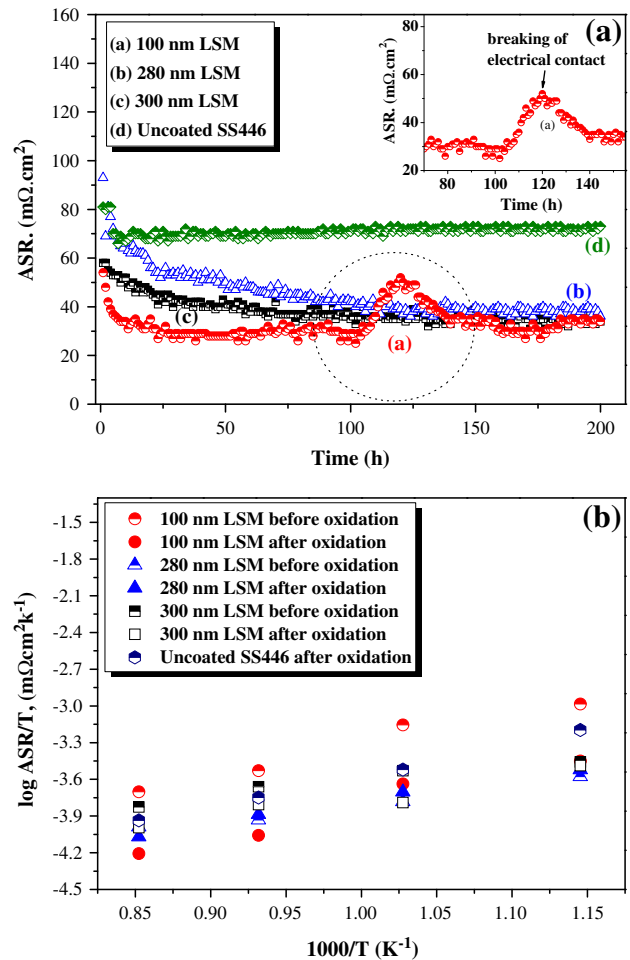 160
140
120
100
80
60
40
20
0
ASR. (mΩ.cm²)
(a) 100 nm LSM
(b) 280 nm LSM
(c) 300 nm LSM
(d) Uncoated SS446
(a)
60
40
20
ASR. (mΩ.cm²)
breaking of
electrical contact
(a)
80 100 120 140
Time (h)
(d)
(b)
(c)
(a)
0 50 100 150 200
Time (h)
-1.5
-1.8
-2.1
-2.4
-2.7
-3.0
-3.3
-3.6
-3.9
-4.2
-4.5
log ASR/T, (mΩcm²k⁻¹)
100 nm LSM before oxidation
100 nm LSM after oxidation
280 nm LSM before oxidation
280 nm LSM after oxidation
300 nm LSM before oxidation
300 nm LSM after oxidation
Uncoated SS446 after oxidation
(b)
0.85 0.90 0.95 1.00 1.05 1.10 1.15
1000/T (K⁻¹)